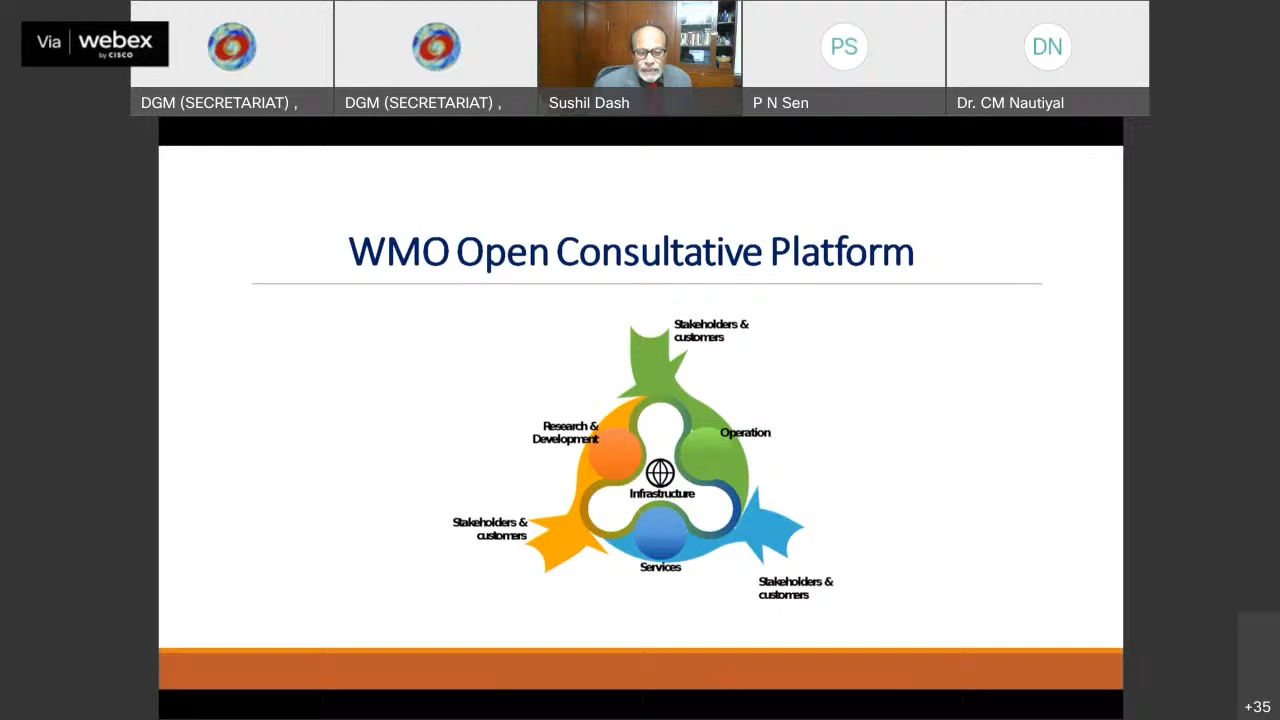 Via webex
by CISCO
DGM (SECRETARIAT) ,
DGM (SECRETARIAT) ,
Sushil Dash
PS
P N Sen
DN
Dr. CM Nautiyal
WMO Open Consultative Platform
Stakeholders &
customers
Research &
Development
Operation
Infrastructure
Stakeholders &
customers
Services
Stakeholders &
customers
+35